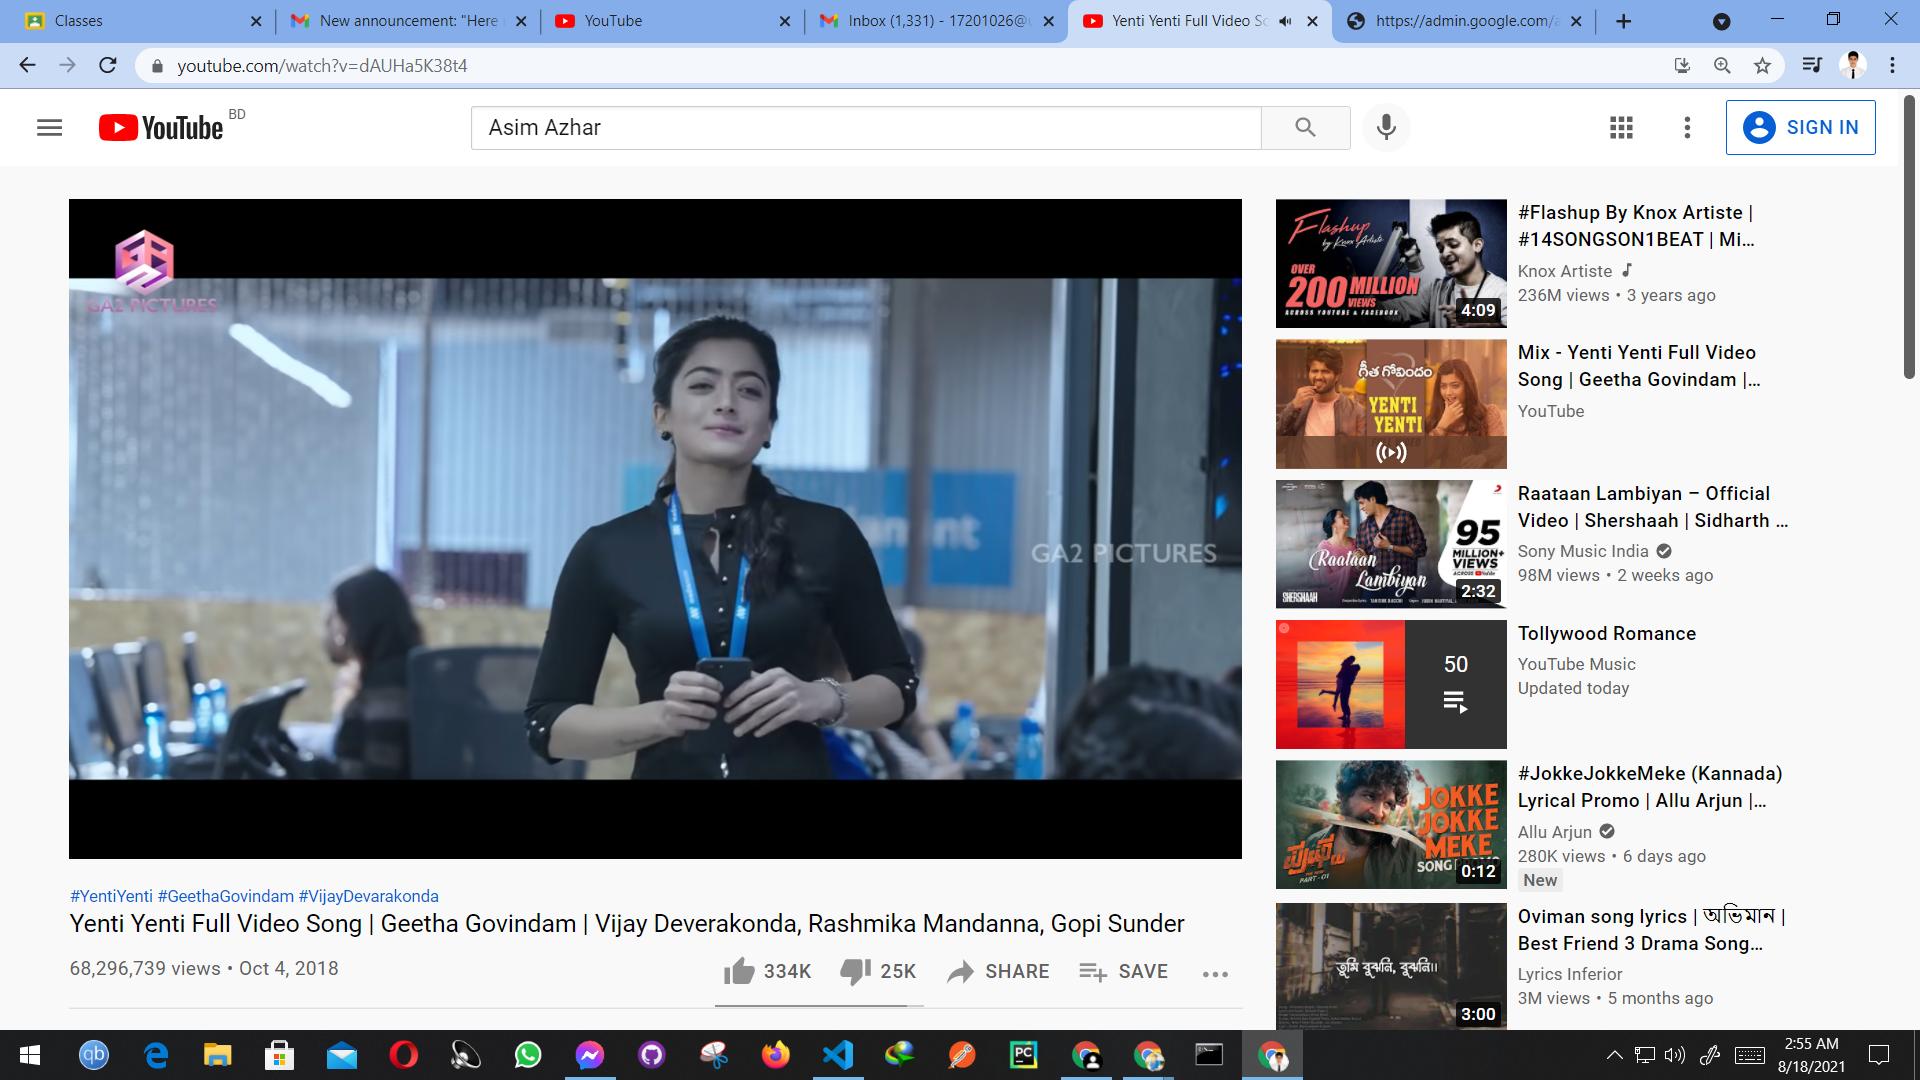 Classes
New announcement: "Here
YouTube
Inbox (1,331) - 17201026@
Yenti Yenti Full Video So
https://admin.google.com/a
youtube.com/watch?v=dAUHa5K38t4
YouTube BD
Asim Azhar
SIGN IN
GA2 PICTURES
GA2 PICTURES
#YentiYenti #GeethaGovindam #VijayDevarakonda
Yenti Yenti Full Video Song | Geetha Govindam | Vijay Deverakonda, Rashmika Mandanna, Gopi Sunder
68,296,739 views • Oct 4, 2018
334K
25K
SHARE
SAVE
Flashup
by Knox Artiste
OVER
200 MILLION
VIEWS
ACROSS YOUTUBE & FACEBOOK
4:09
#Flashup By Knox Artiste |
#14SONGSON1BEAT | Mi...
Knox Artiste
236M views • 3 years ago
గీత గోవిందం
YENTI
YENTI
Mix - Yenti Yenti Full Video
Song | Geetha Govindam |...
YouTube
95
MILLION+
VIEWS
Raataan
Lambiyan
SHERSHAAH
2:32
Raataan Lambiyan – Official
Video | Shershaah | Sidharth ...
Sony Music India
98M views • 2 weeks ago
50
Tollywood Romance
YouTube Music
Updated today
JOKKE
JOKKE
MEKE
ಪುಷ್ಪ
PART-01
0:12
#JokkeJokkeMeke (Kannada)
Lyrical Promo | Allu Arjun |...
Allu Arjun
280K views • 6 days ago
New
তুমি বুঝনি, বুঝনি।।
3:00
Oviman song lyrics | অভিমান |
Best Friend 3 Drama Song...
Lyrics Inferior
3M views • 5 months ago
qb
PC
2:55 AM
8/18/2021